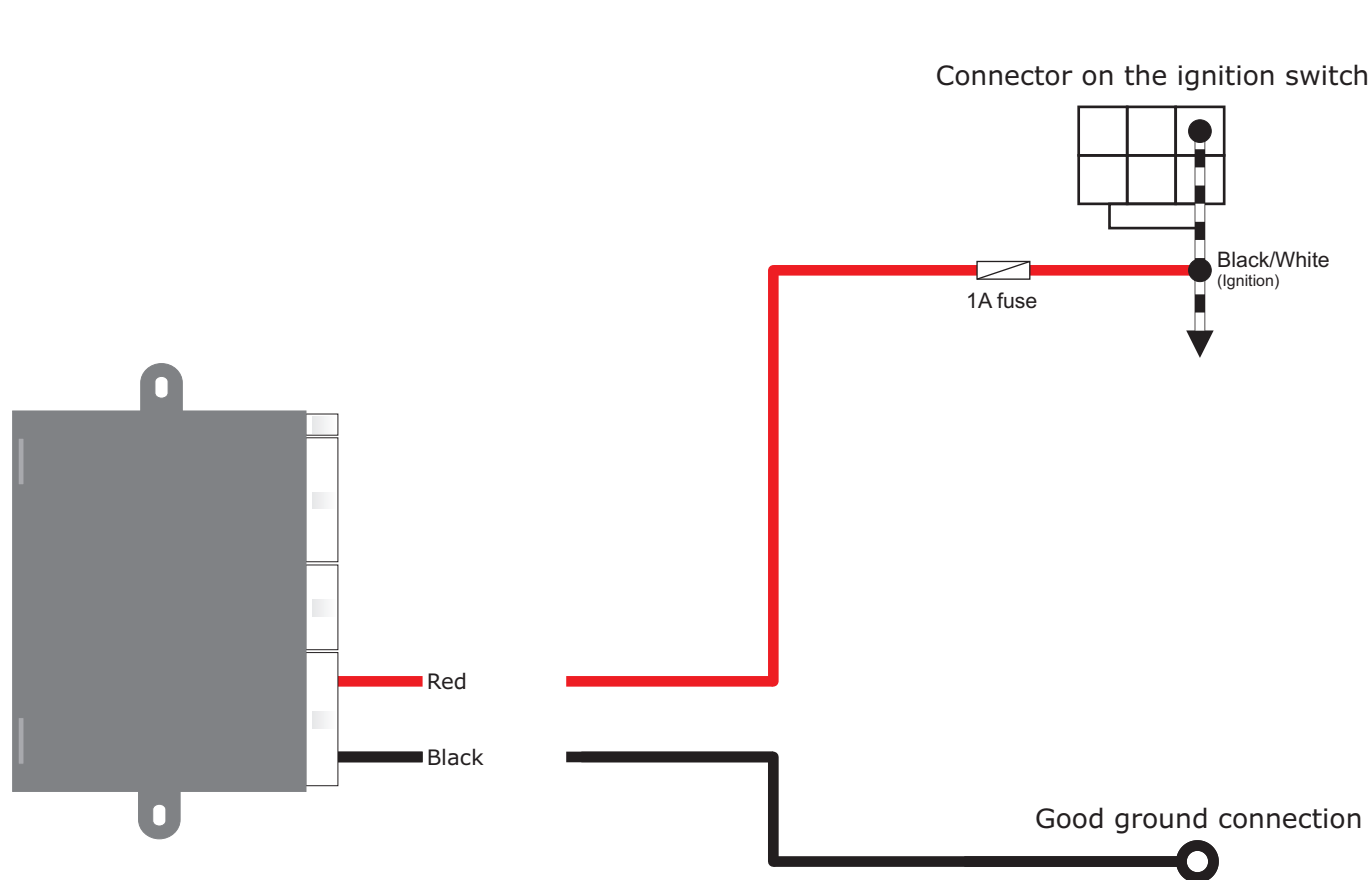 Connector on the ignition switch
Black/White
(Ignition)
1A fuse
Red
Black
Good ground connection